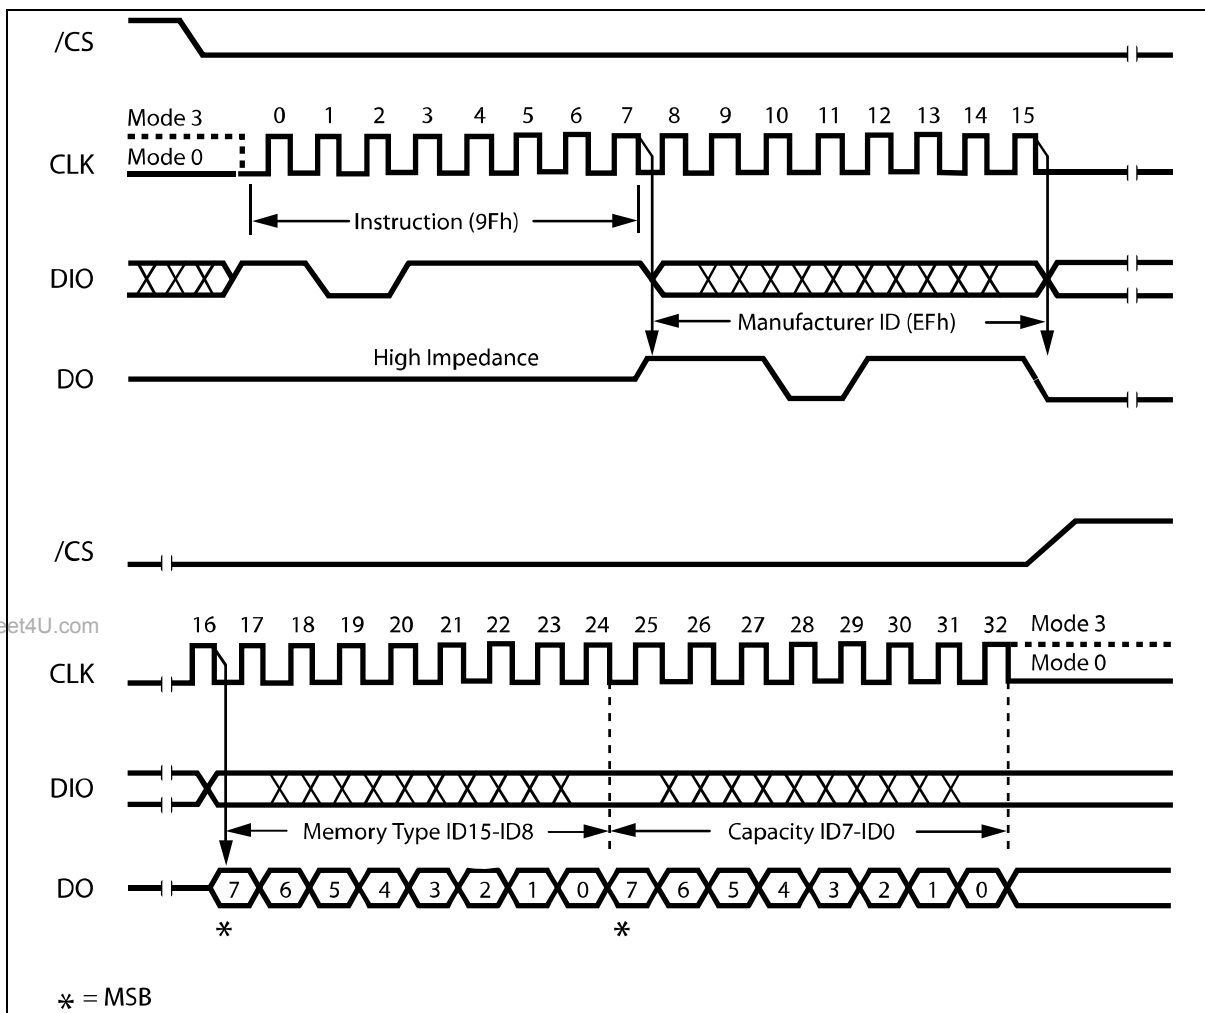 /CS
Mode 3
0 1 2 3 4 5 6 7 8 9 10 11 12 13 14 15
CLK
Mode 0
Instruction (9Fh)
DIO
Manufacturer ID (EFh)
High Impedance
DO
/CS
eet4U.com
16 17 18 19 20 21 22 23 24 25 26 27 28 29 30 31 32
Mode 3
CLK
Mode 0
DIO
Memory Type ID15-ID8
Capacity ID7-ID0
DO
7 6 5 4 3 2 1 0 7 6 5 4 3 2 1 0
* *
* = MSB